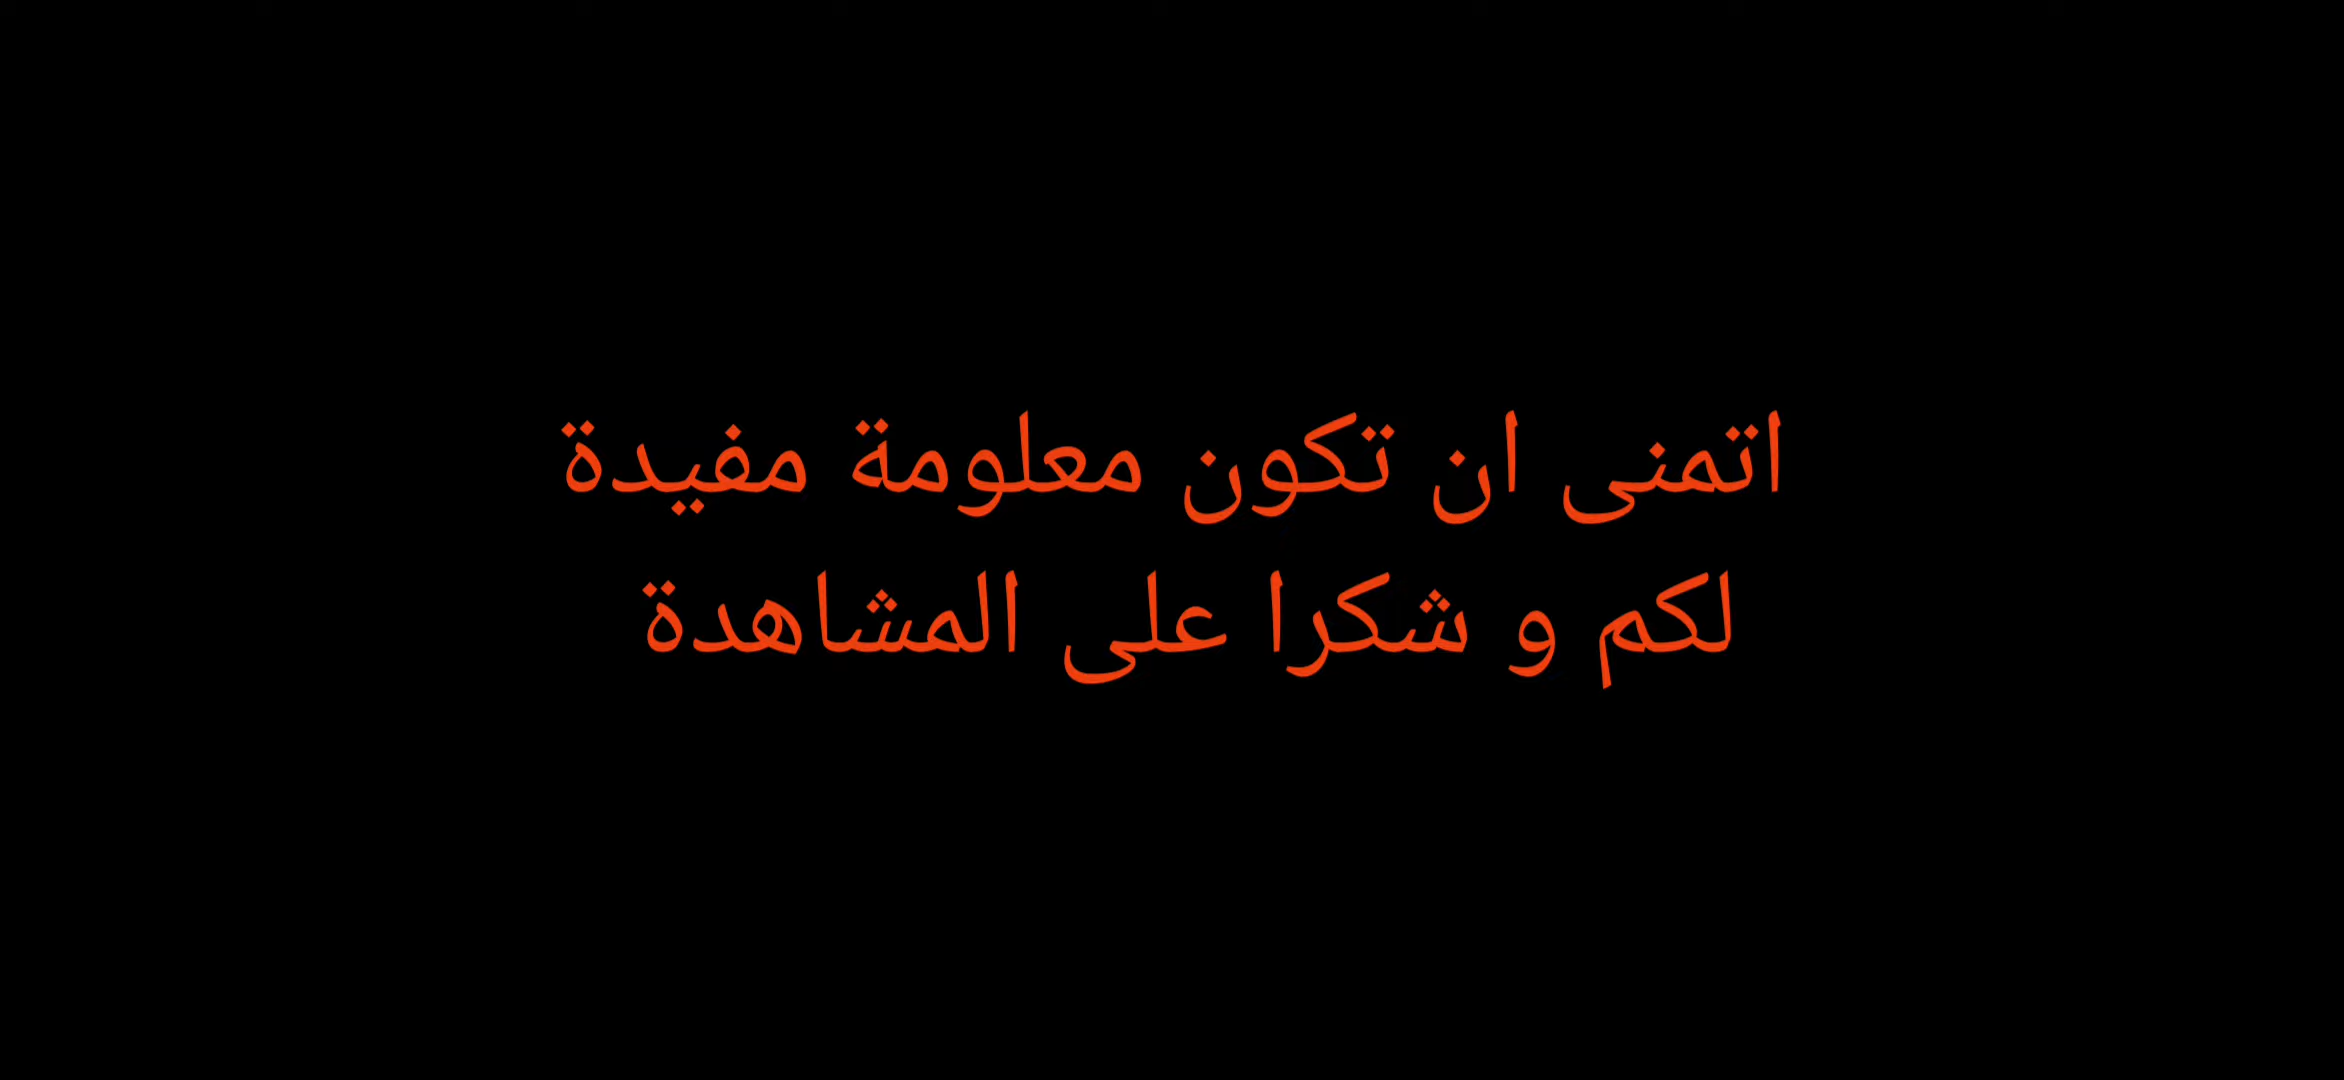 اتمنى ان تكون معلومة مفيدة
لكم و شكرا على المشاهدة